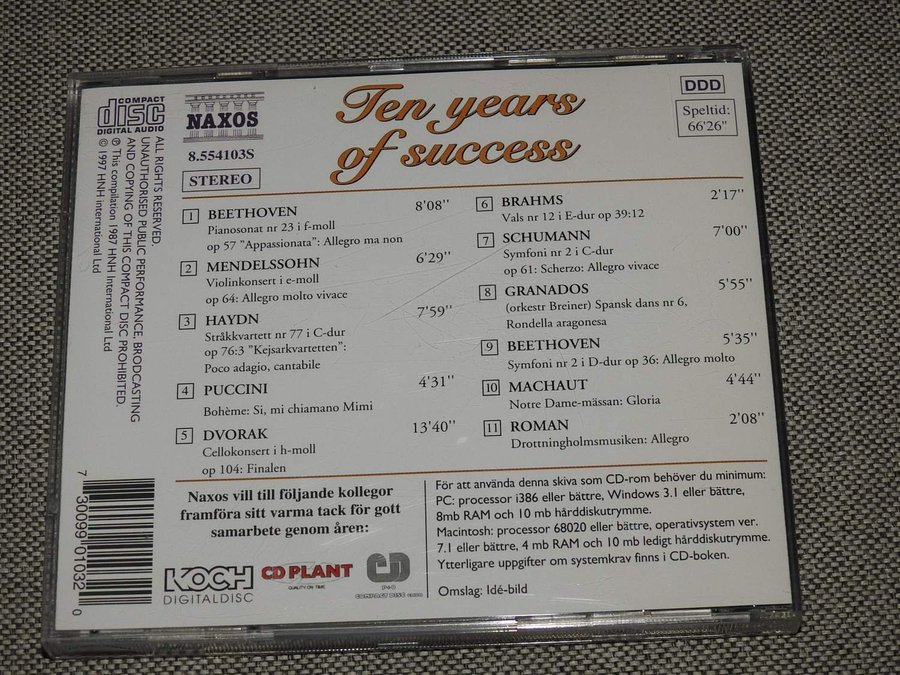 COMPACT
disc
DIGITAL AUDIO
ALL RIGHTS RESERVED.
UNAUTHORISED PUBLIC PERFORMANCE, BRODCASTING
AND COPYING OF THIS COMPACT DISC PROHIBITED.
℗ This compilation 1987 HNH International Ltd
© 1997 HNH international Ltd
7 30099 01032 0
NAXOS
8.554103S
STEREO
Ten years
of success
DDD
Speltid:
66'26"
1 BEETHOVEN 8'08"
Pianosonat nr 23 i f-moll
op 57 "Appassionata": Allegro ma non
2 MENDELSSOHN 6'29"
Violinkonsert i e-moll
op 64: Allegro molto vivace
3 HAYDN 7'59"
Stråkkvartett nr 77 i C-dur
op 76:3 "Kejsarkvartetten":
Poco adagio, cantabile
4 PUCCINI 4'31"
Bohème: Si, mi chiamano Mimi
5 DVORAK 13'40"
Cellokonsert i h-moll
op 104: Finalen
6 BRAHMS 2'17"
Vals nr 12 i E-dur op 39:12
7 SCHUMANN 7'00"
Symfoni nr 2 i C-dur
op 61: Scherzo: Allegro vivace
8 GRANADOS 5'55"
(orkestr Breiner) Spansk dans nr 6,
Rondella aragonesa
9 BEETHOVEN 5'35"
Symfoni nr 2 i D-dur op 36: Allegro molto
10 MACHAUT 4'44"
Notre Dame-mässan: Gloria
11 ROMAN 2'08"
Drottningholmsmusiken: Allegro
Naxos vill till följande kollegor
framföra sitt varma tack för gott
samarbete genom åren:
KOCH
DIGITALDISC
CD PLANT
QUALITY ON TIME
CD
COMPACT DISC
För att använda denna skiva som CD-rom behöver du minimum:
PC: processor i386 eller bättre, Windows 3.1 eller bättre,
8mb RAM och 10 mb hårddiskutrymme.
Macintosh: processor 68020 eller bättre, operativsystem ver.
7.1 eller bättre, 4 mb RAM och 10 mb ledigt hårddiskutrymme.
Ytterligare uppgifter om systemkrav finns i CD-boken.
Omslag: Idé-bild